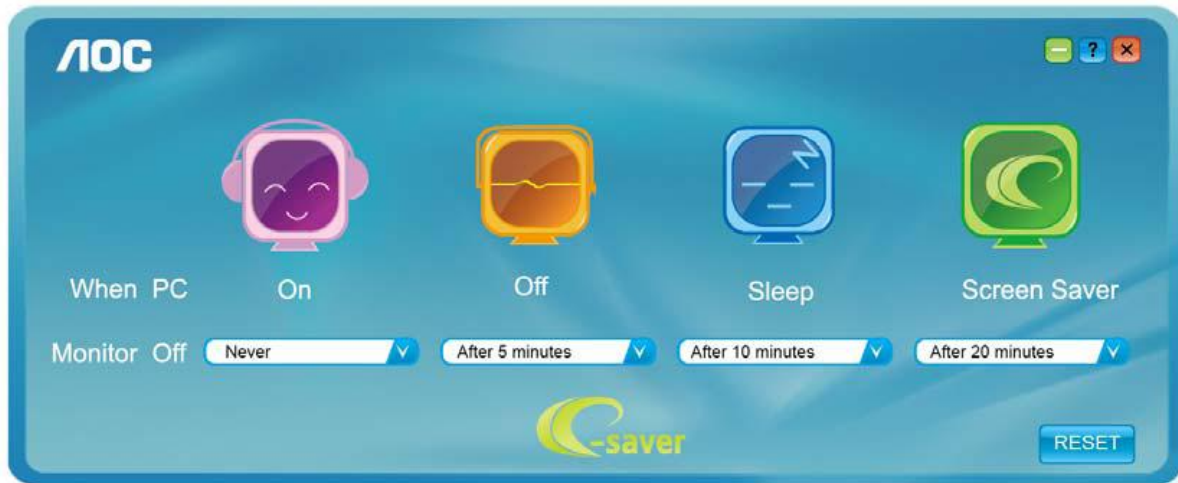 AOC
?
When PC On Off Sleep Screen Saver
Monitor Off Never After 5 minutes After 10 minutes After 20 minutes
e-saver
RESET